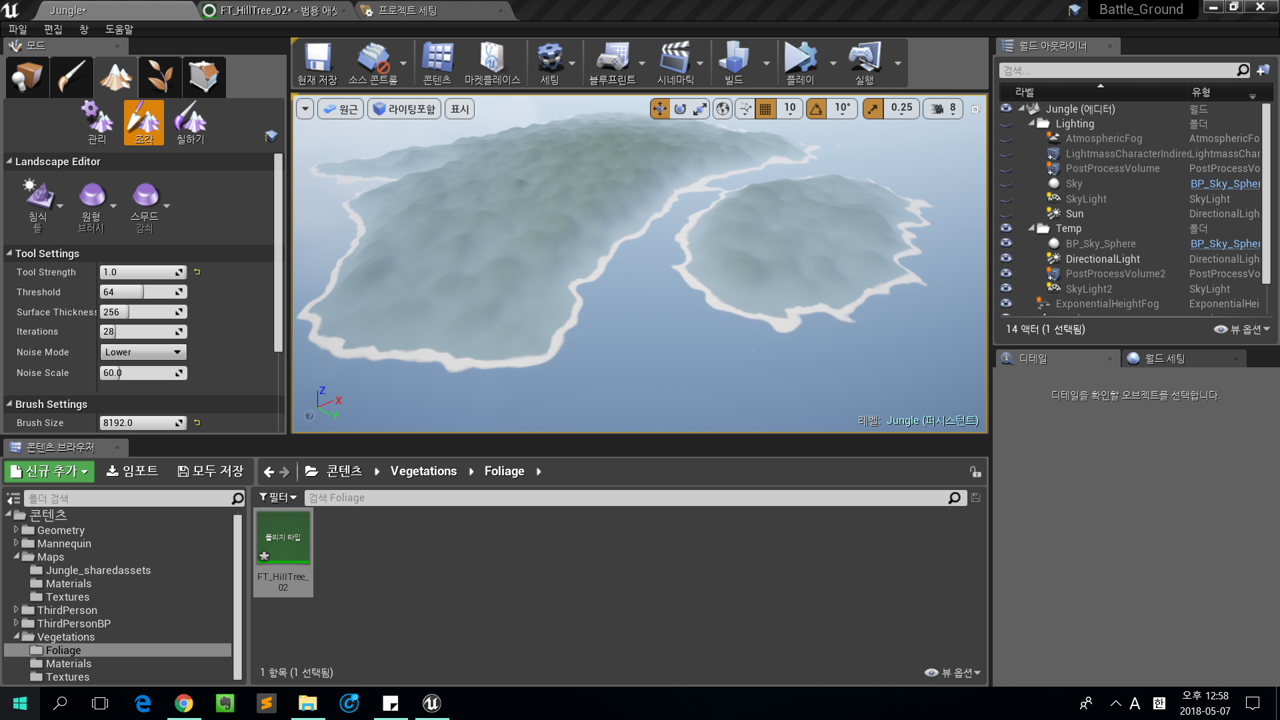 Jungle•
FT_HillTree_02• - 범용 애셋
프로젝트 세팅
Battle_Ground
파일 편집 창 도움말
모드
관리 조각 칠하기
Landscape Editor
침식 툴
원형 브러시
스무드 감쇠
Tool Settings
Tool Strength 1.0
Threshold 64
Surface Thickness 256
Iterations 28
Noise Mode Lower
Noise Scale 60.0
Brush Settings
Brush Size 8192.0
현재 저장 소스 콘트롤 콘텐츠 마켓플레이스 세팅 블루프린트 시네마틱 빌드 플레이 실행
원근 라이팅포함 표시 10 10° 0.25 8
Z X Y
레벨: Jungle (퍼시스턴트)
월드 아웃라이너
검색...
라벨 유형
Jungle (에디터) 월드
Lighting 폴더
AtmosphericFog AtmosphericFo
LightmassCharacterIndire LightmassChar
PostProcessVolume PostProcessVo
Sky BP_Sky_Spher
SkyLight SkyLight
Sun DirectionalLigh
Temp 폴더
BP_Sky_Sphere BP_Sky_Spher
DirectionalLight DirectionalLigh
PostProcessVolume2 PostProcessVo
SkyLight2 SkyLight
ExponentialHeightFog ExponentialHei
14 액터 (1 선택됨) 뷰 옵션
디테일 월드 세팅
디테일을 확인할 오브젝트를 선택합니다.
콘텐츠 브라우저
신규 추가 임포트 모두 저장 콘텐츠 Vegetations Foliage
폴더 검색
필터 검색 Foliage
콘텐츠
Geometry
Mannequin
Maps
Jungle_sharedassets
Materials
Textures
ThirdPerson
ThirdPersonBP
Vegetations
Foliage
Materials
Textures
폴리지 타입
FT_HillTree_
02
1 항목 (1 선택됨) 뷰 옵션
A 한 오후 12:58
2018-05-07